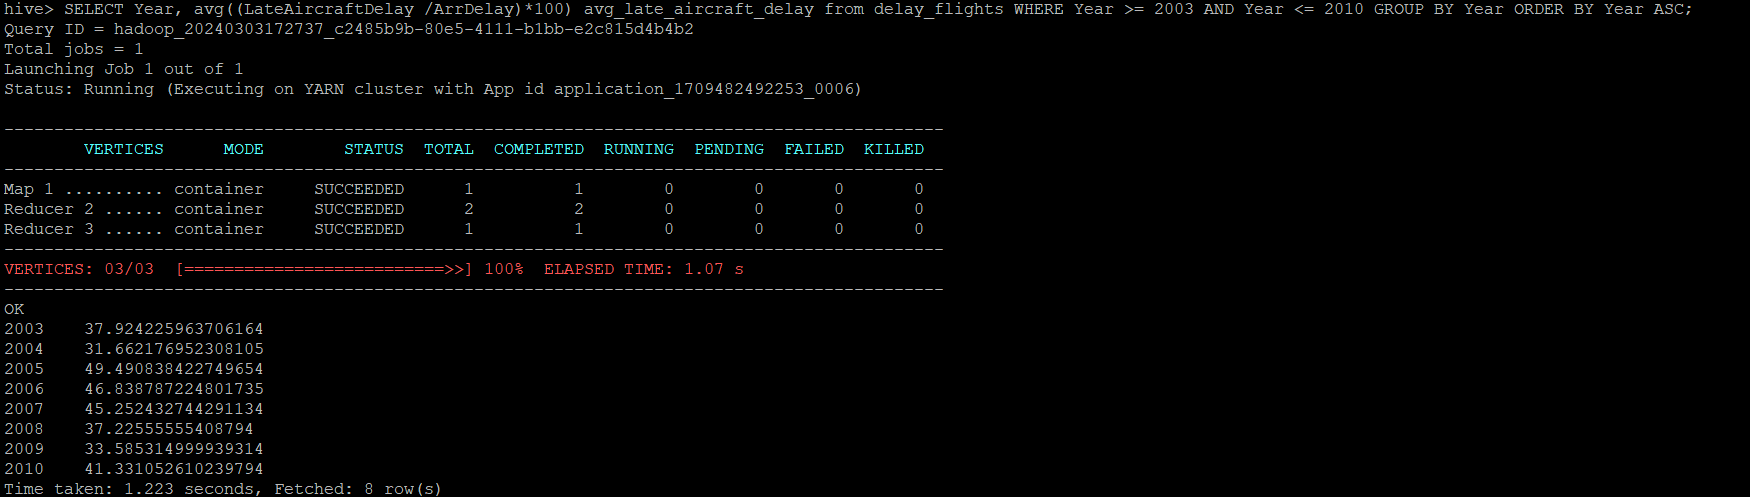 hive> SELECT Year, avg((LateAircraftDelay /ArrDelay)*100) avg_late_aircraft_delay from delay_flights WHERE Year >= 2003 AND Year <= 2010 GROUP BY Year ORDER BY Year ASC;
Query ID = hadoop_20240303172737_c2485b9b-80e5-4111-b1bb-e2c815d4b4b2
Total jobs = 1
Launching Job 1 out of 1
Status: Running (Executing on YARN cluster with App id application_1709482492253_0006)
----------------------------------------------------------------------------------------------
        VERTICES      MODE        STATUS  TOTAL  COMPLETED  RUNNING  PENDING  FAILED  KILLED
----------------------------------------------------------------------------------------------
Map 1 .......... container     SUCCEEDED      1          1        0        0       0       0
Reducer 2 ...... container     SUCCEEDED      2          2        0        0       0       0
Reducer 3 ...... container     SUCCEEDED      1          1        0        0       0       0
----------------------------------------------------------------------------------------------
VERTICES: 03/03  [==========================>>] 100%  ELAPSED TIME: 1.07 s
----------------------------------------------------------------------------------------------
OK
2003    37.924225963706164
2004    31.662176952308105
2005    49.490838422749654
2006    46.838787224801735
2007    45.252432744291134
2008    37.22555555408794
2009    33.585314999939314
2010    41.331052610239794
Time taken: 1.223 seconds, Fetched: 8 row(s)